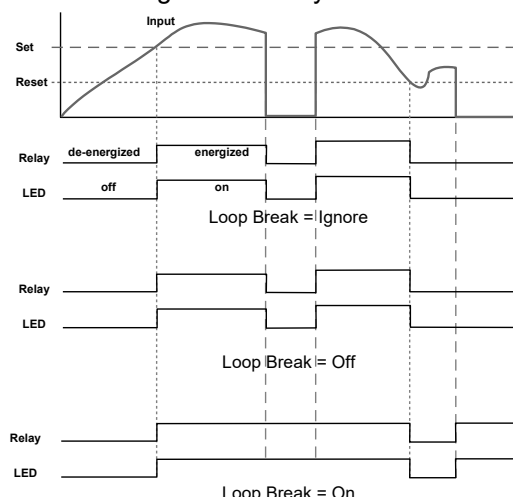 Input
Set
Reset
Relay de-energized energized
LED off on
Loop Break = Ignore
Relay
LED
Loop Break = Off
Relay
LED
Loop Break = On